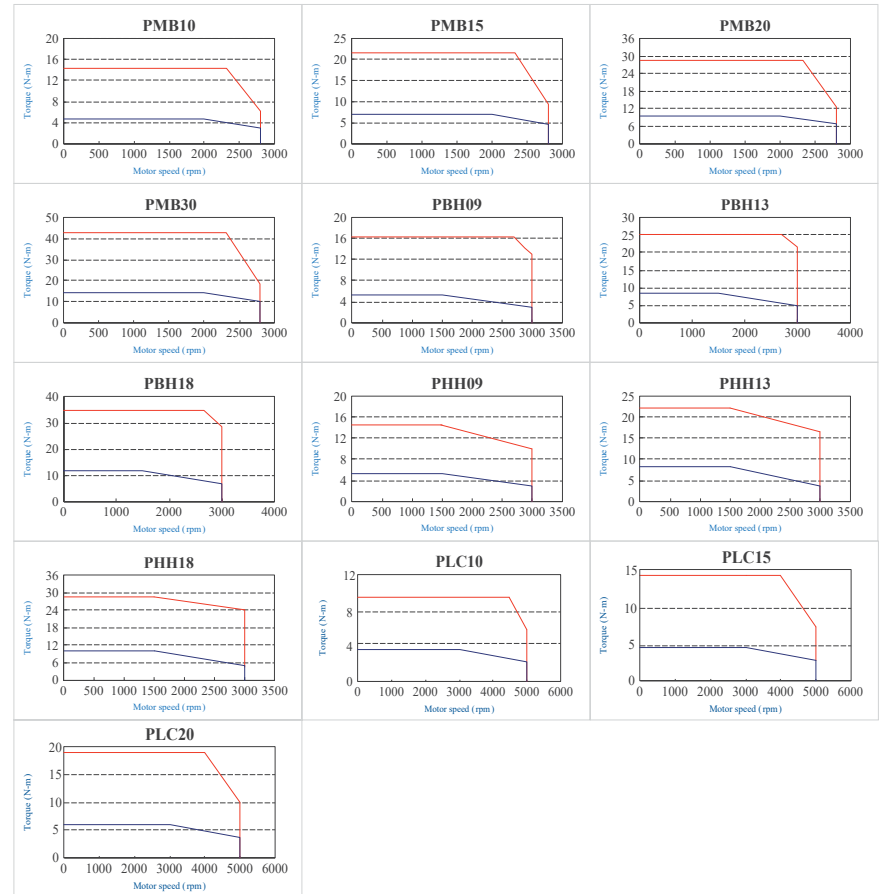 PMB10
20
16
12
8
4
0
Torque (N-m)
0 500 1000 1500 2000 2500 3000
Motor speed (rpm)
PMB15
25
20
15
10
5
0
Torque (N-m)
0 500 1000 1500 2000 2500 3000
Motor speed (rpm)
PMB20
36
30
24
18
12
6
0
Torque (N-m)
0 500 1000 1500 2000 2500 3000
Motor speed (rpm)
PMB30
50
40
30
20
10
0
Torque (N-m)
0 500 1000 1500 2000 2500 3000
Motor speed (rpm)
PBH09
20
16
12
8
4
0
Torque (N-m)
0 500 1000 1500 2000 2500 3000 3500
Motor speed (rpm)
PBH13
30
25
20
15
10
5
0
Torque (N-m)
0 1000 2000 3000 4000
Motor speed (rpm)
PBH18
40
30
20
10
0
Torque (N-m)
0 1000 2000 3000 4000
Motor speed (rpm)
PHH09
20
16
12
8
4
0
Torque (N-m)
0 500 1000 1500 2000 2500 3000 3500
Motor speed (rpm)
PHH13
25
20
15
10
5
0
Torque (N-m)
0 500 1000 1500 2000 2500 3000 3500
Motor speed (rpm)
PHH18
36
30
24
18
12
6
0
Torque (N-m)
0 500 1000 1500 2000 2500 3000 3500
Motor speed (rpm)
PLC10
12
8
4
0
Torque (N-m)
0 1000 2000 3000 4000 5000 6000
Motor speed (rpm)
PLC15
15
10
5
0
Torque (N-m)
0 1000 2000 3000 4000 5000 6000
Motor speed (rpm)
PLC20
20
15
10
5
0
Torque (N-m)
0 1000 2000 3000 4000 5000 6000
Motor speed (rpm)